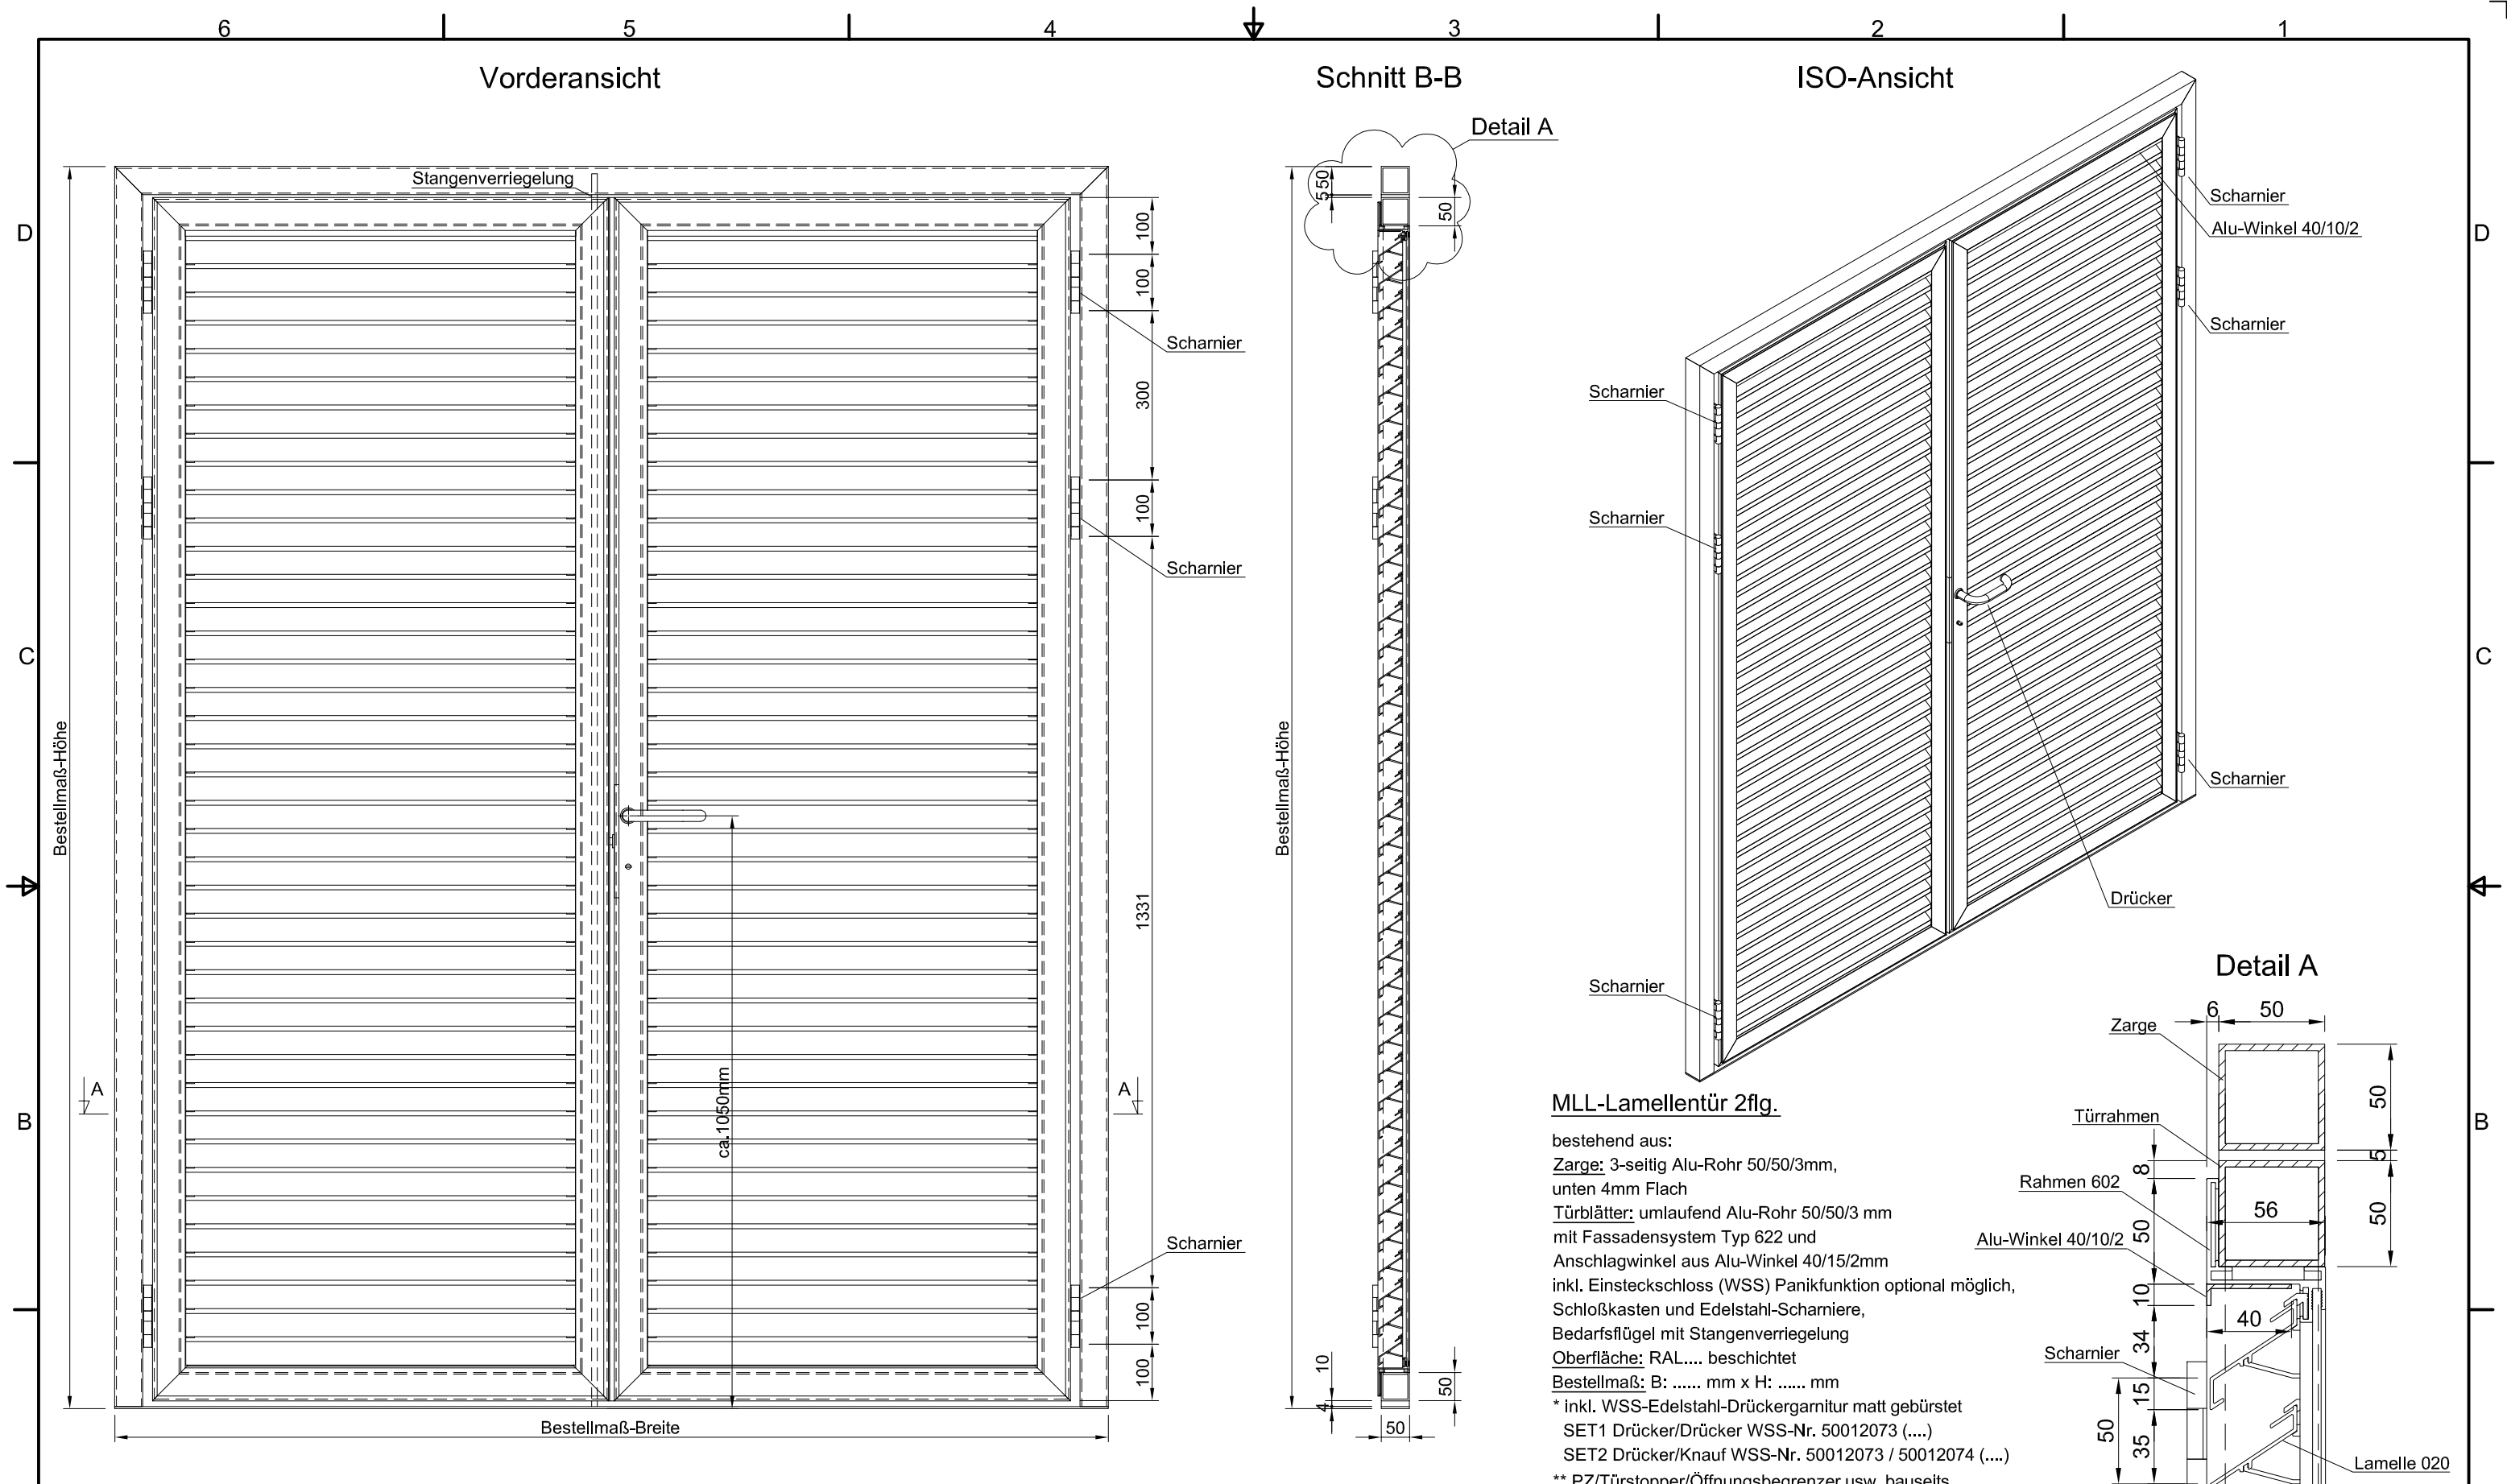 6 5 4 3 2 1
Vorderansicht
Schnitt B-B
ISO-Ansicht
Detail A
Stangenverriegelung
D
D
C
C
B
B
Bestellmaß-Höhe
100
100
Scharnier
300
100
Scharnier
1331
Scharnier
100
100
ca.1050mm
A
A
Bestellmaß-Breite
50
5
50
Bestellmaß-Höhe
10
4
50
50
Scharnier
Alu-Winkel 40/10/2
Scharnier
Scharnier
Scharnier
Scharnier
Drücker
Scharnier
MLL-Lamellentür 2flg.
bestehend aus:
Zarge: 3-seitig Alu-Rohr 50/50/3mm,
unten 4mm Flach
Türblätter: umlaufend Alu-Rohr 50/50/3 mm
mit Fassadensystem Typ 622 und
Anschlagwinkel aus Alu-Winkel 40/15/2mm
inkl. Einsteckschloss (WSS) Panikfunktion optional möglich,
Schloßkasten und Edelstahl-Scharniere,
Bedarfsflügel mit Stangenverriegelung
Oberfläche: RAL.... beschichtet
Bestellmaß: B: ...... mm x H: ...... mm
* inkl. WSS-Edelstahl-Drückergarnitur matt gebürstet
SET1 Drücker/Drücker WSS-Nr. 50012073 (....)
SET2 Drücker/Knauf WSS-Nr. 50012073 / 50012074 (....)
** PZ/Türstopper/Öffnungsbegrenzer usw. bauseits
Detail A
6 50
Zarge
50
Türrahmen
5
8
Rahmen 602
56
50
50
Alu-Winkel 40/10/2
10
40
34
Scharnier
15
50
35
Lamelle 020